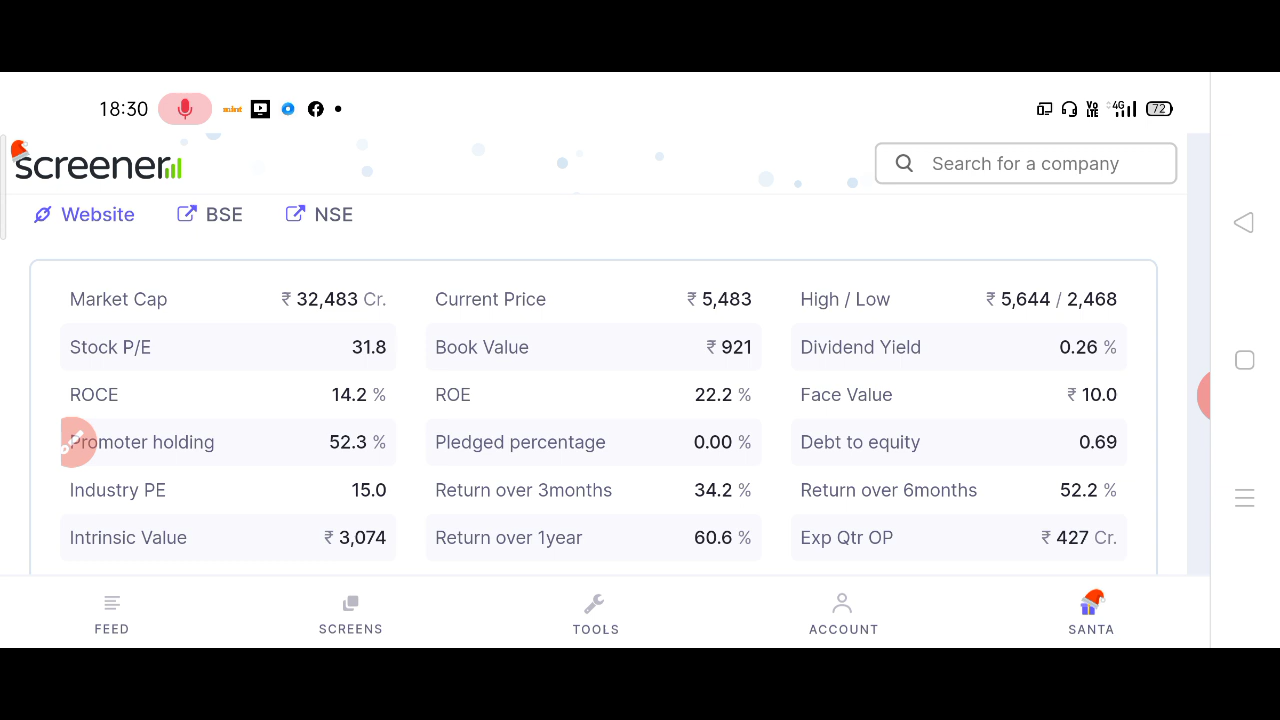 18:30 VoLTE 4G 72
screener Search for a company
Website BSE NSE
Market Cap ₹ 32,483 Cr. Current Price ₹ 5,483 High / Low ₹ 5,644 / 2,468
Stock P/E 31.8 Book Value ₹ 921 Dividend Yield 0.26 %
ROCE 14.2 % ROE 22.2 % Face Value ₹ 10.0
Promoter holding 52.3 % Pledged percentage 0.00 % Debt to equity 0.69
Industry PE 15.0 Return over 3months 34.2 % Return over 6months 52.2 %
Intrinsic Value ₹ 3,074 Return over 1year 60.6 % Exp Qtr OP ₹ 427 Cr.
FEED SCREENS TOOLS ACCOUNT SANTA